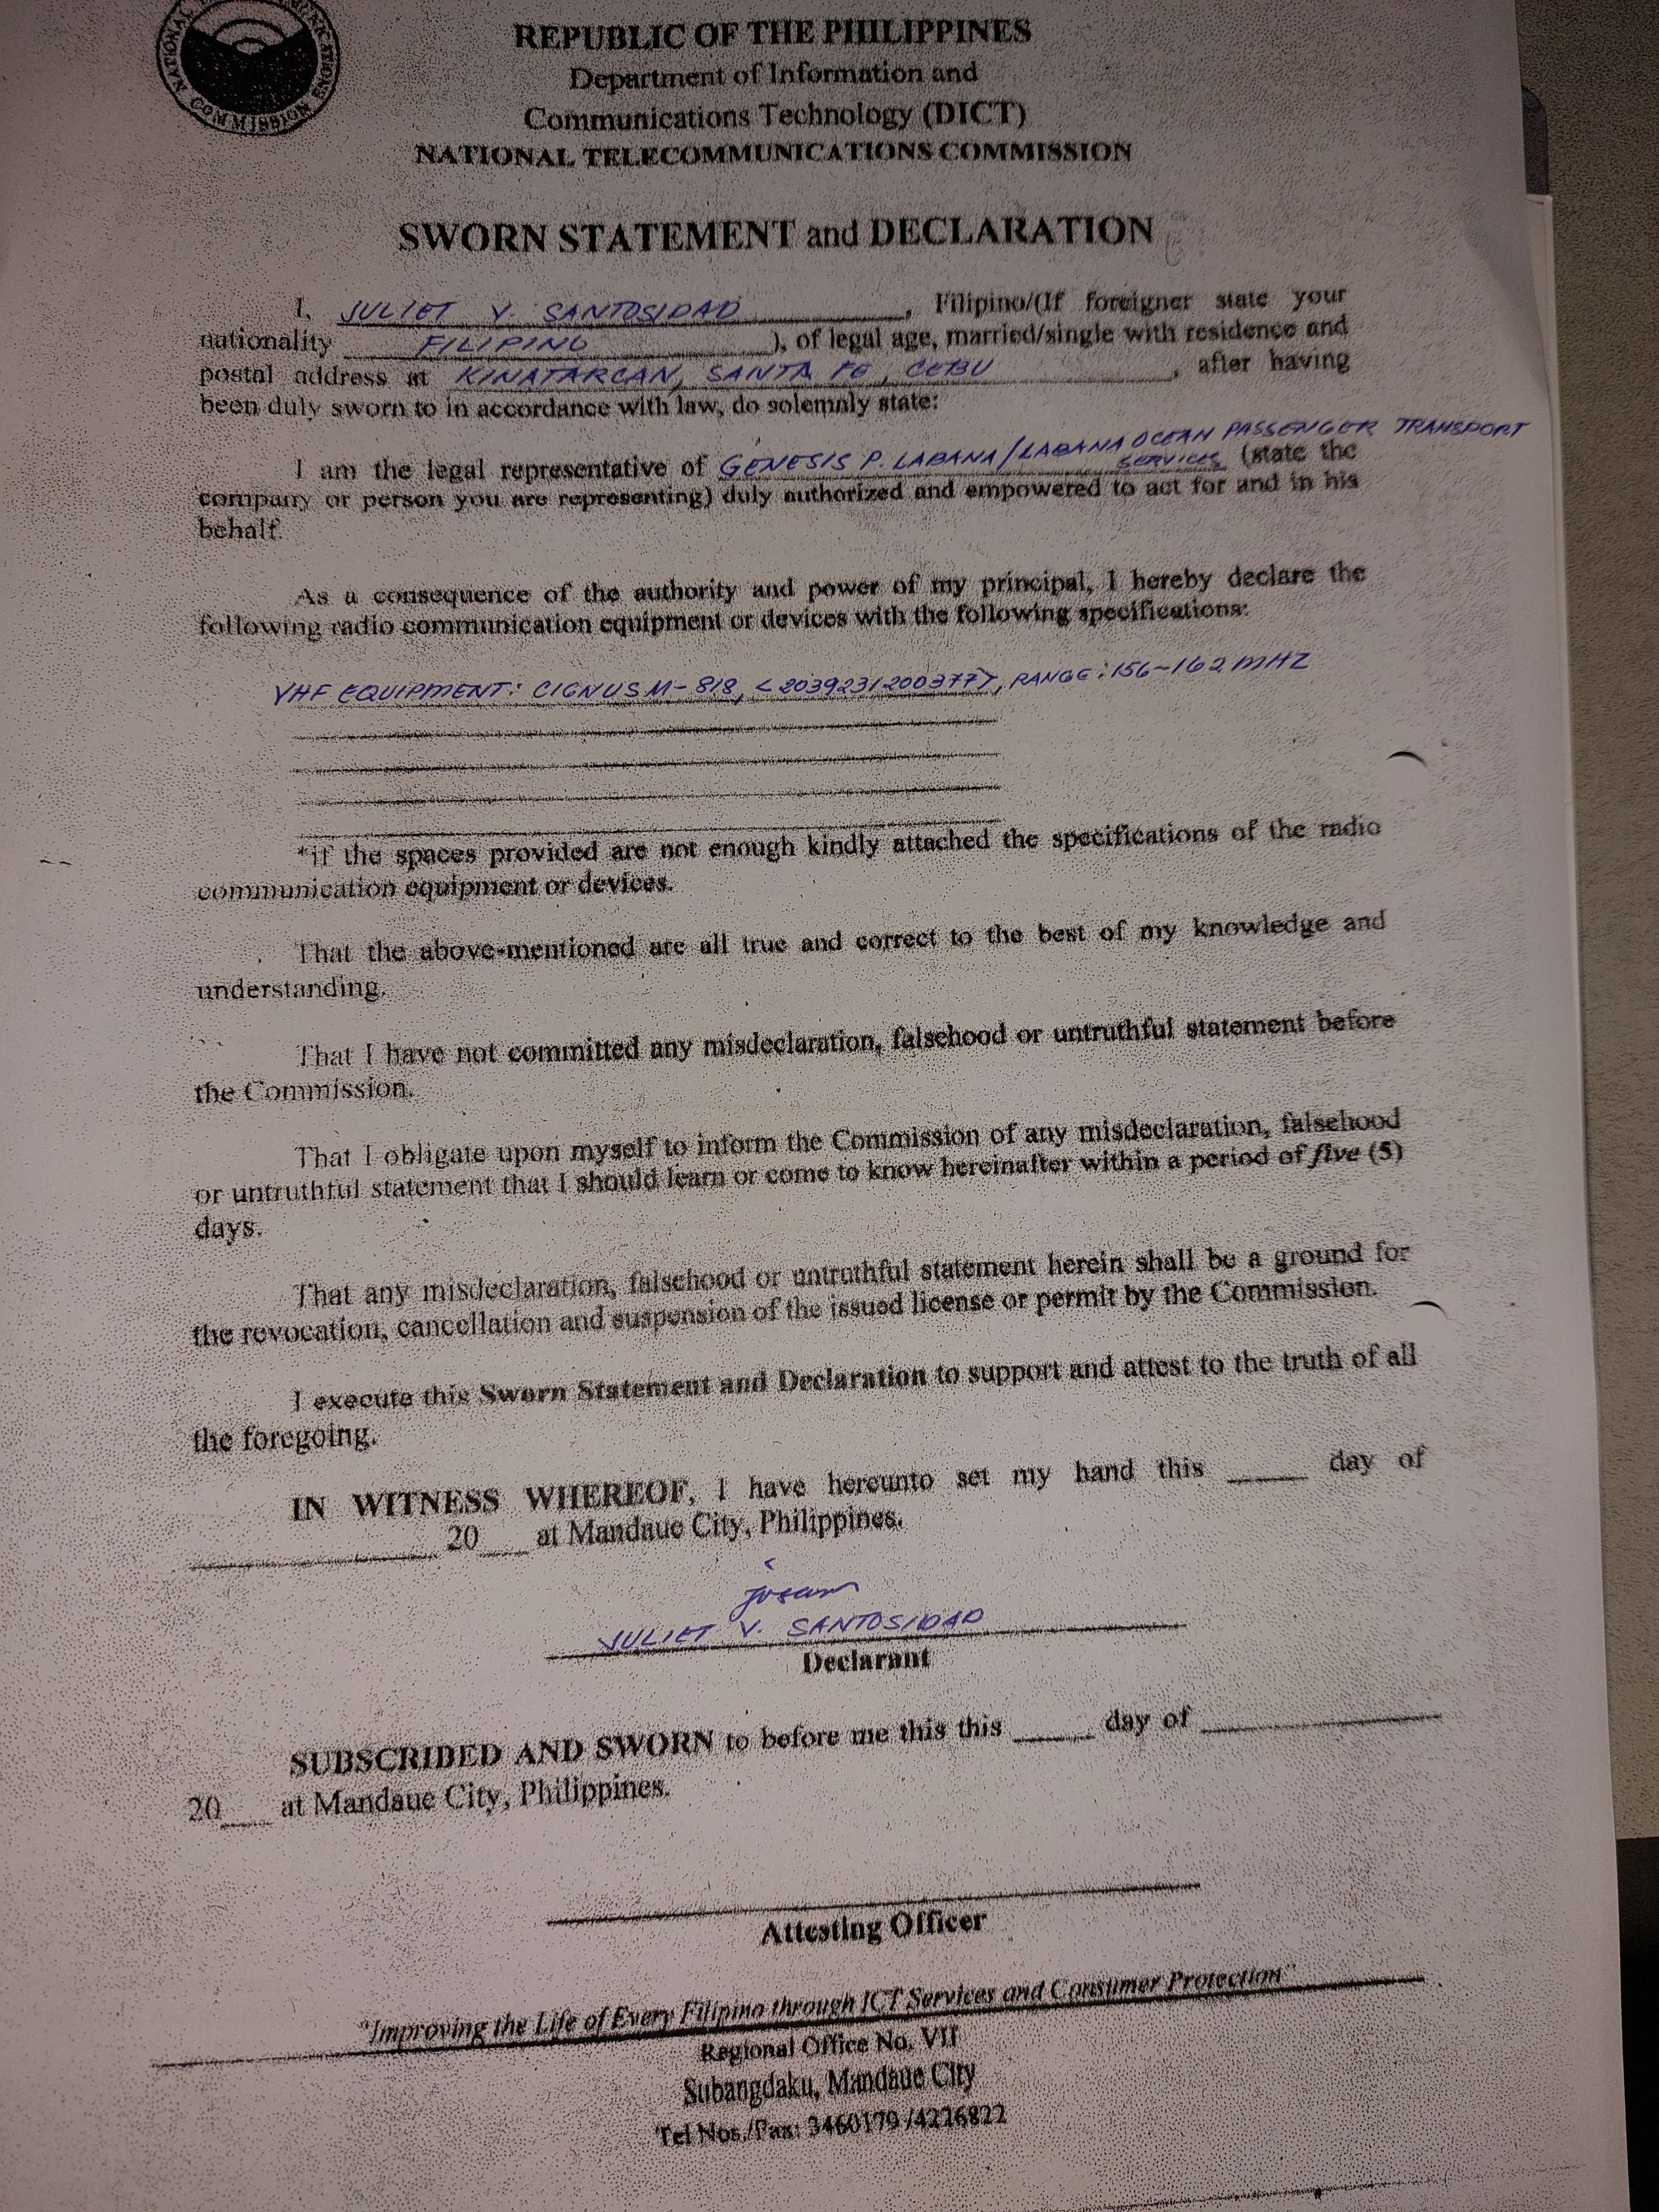 REPUBLIC OF THE PHILIPPINES
Department of Information and
Communications Technology (DICT)
NATIONAL TELECOMMUNICATIONS COMMISSION
SWORN STATEMENT and DECLARATION
I, JULIET V. SANTOSIDAD, Filipino/(If foreigner state your
nationality FILIPINO), of legal age, married/single with residence and
postal address at KINATARCAN, SANTA FE, CEBU, after having
been duly sworn to in accordance with law, do solemnly state:
I am the legal representative of GENESIS P. LABANA/LABANA OCEAN PASSENGER TRANSPORT
SERVICES (state the
company or person you are representing) duly authorized and empowered to act for and in his
behalf.
As a consequence of the authority and power of my principal, I hereby declare the
following radio communication equipment or devices with the following specifications:
VHF EQUIPMENT: CIGNUS M-818, <203923120037 7>, RANGE: 156-162 MHZ
*if the spaces provided are not enough kindly attached the specifications of the radio
communication equipment or devices.
That the above-mentioned are all true and correct to the best of my knowledge and
understanding.
That I have not committed any misdeclaration, falsehood or untruthful statement before
the Commission.
That I obligate upon myself to inform the Commission of any misdeclaration, falsehood
or untruthful statement that I should learn or come to know hereinafter within a period of five (5)
days.
That any misdeclaration, falsehood or untruthful statement herein shall be a ground for
the revocation, cancellation and suspension of the issued license or permit by the Commission.
I execute this Sworn Statement and Declaration to support and attest to the truth of all
the foregoing.
IN WITNESS WHEREOF, I have hereunto set my hand this ____ day of
____ 20__ at Mandaue City, Philippines.
JULIET V. SANTOSIDAD
Declarant
SUBSCRIDED AND SWORN to before me this this ____ day of ____
20__ at Mandaue City, Philippines.
Attesting Officer
"Improving the Life of Every Filipino through ICT Services and Consumer Protection"
Regional Office No. VII
Subangdaku, Mandaue City
Tel Nos./Fax: 3460179 /4226822